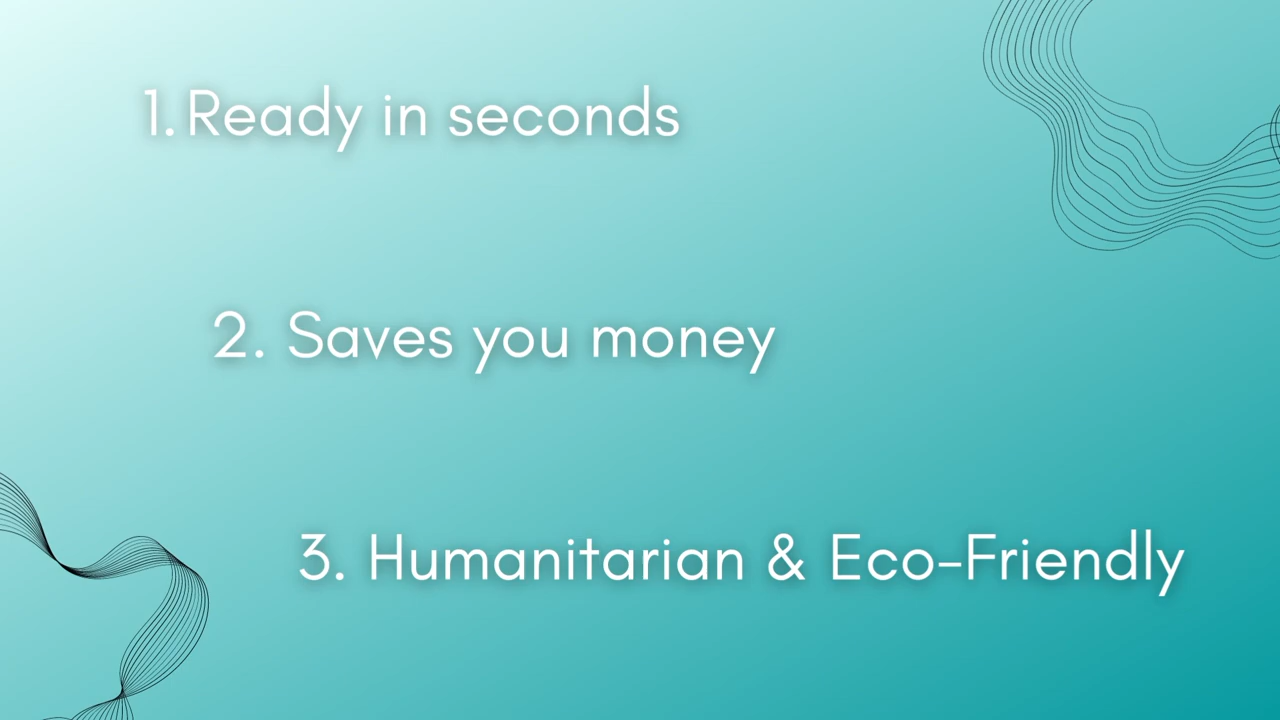 1. Ready in seconds
2. Saves you money
3. Humanitarian & Eco-Friendly